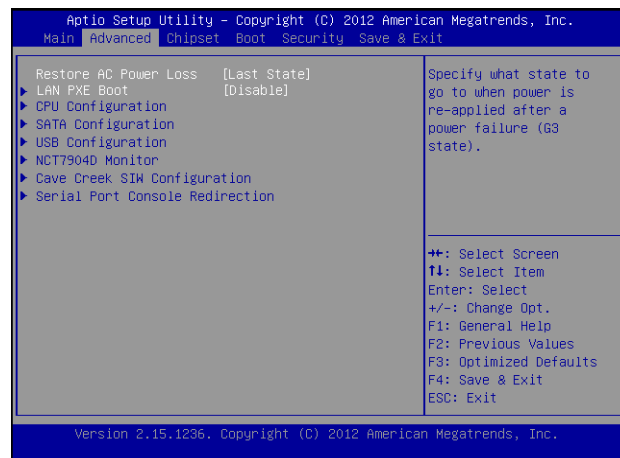 Aptio Setup Utility – Copyright (C) 2012 American Megatrends, Inc.
Main Advanced Chipset Boot Security Save & Exit
Restore AC Power Loss [Last State]
LAN PXE Boot [Disable]
CPU Configuration
SATA Configuration
USB Configuration
NCT7904D Monitor
Cave Creek SIW Configuration
Serial Port Console Redirection
Specify what state to
go to when power is
re-applied after a
power failure (G3
state).
→←: Select Screen
↑↓: Select Item
Enter: Select
+/-: Change Opt.
F1: General Help
F2: Previous Values
F3: Optimized Defaults
F4: Save & Exit
ESC: Exit
Version 2.15.1236. Copyright (C) 2012 American Megatrends, Inc.